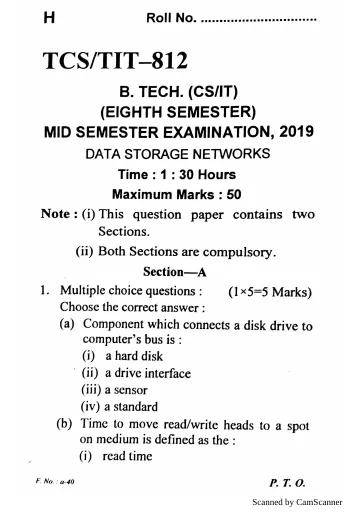 H Roll No. ................................
TCS/TIT–812
B. TECH. (CS/IT)
(EIGHTH SEMESTER)
MID SEMESTER EXAMINATION, 2019
DATA STORAGE NETWORKS
Time : 1 : 30 Hours
Maximum Marks : 50
Note : (i) This question paper contains two
Sections.
(ii) Both Sections are compulsory.
Section—A
1. Multiple choice questions : (1×5=5 Marks)
Choose the correct answer :
(a) Component which connects a disk drive to
computer's bus is :
(i) a hard disk
(ii) a drive interface
(iii) a sensor
(iv) a standard
(b) Time to move read/write heads to a spot
on medium is defined as the :
(i) read time
F. No. : a-40 P. T. O.
Scanned by CamScanner